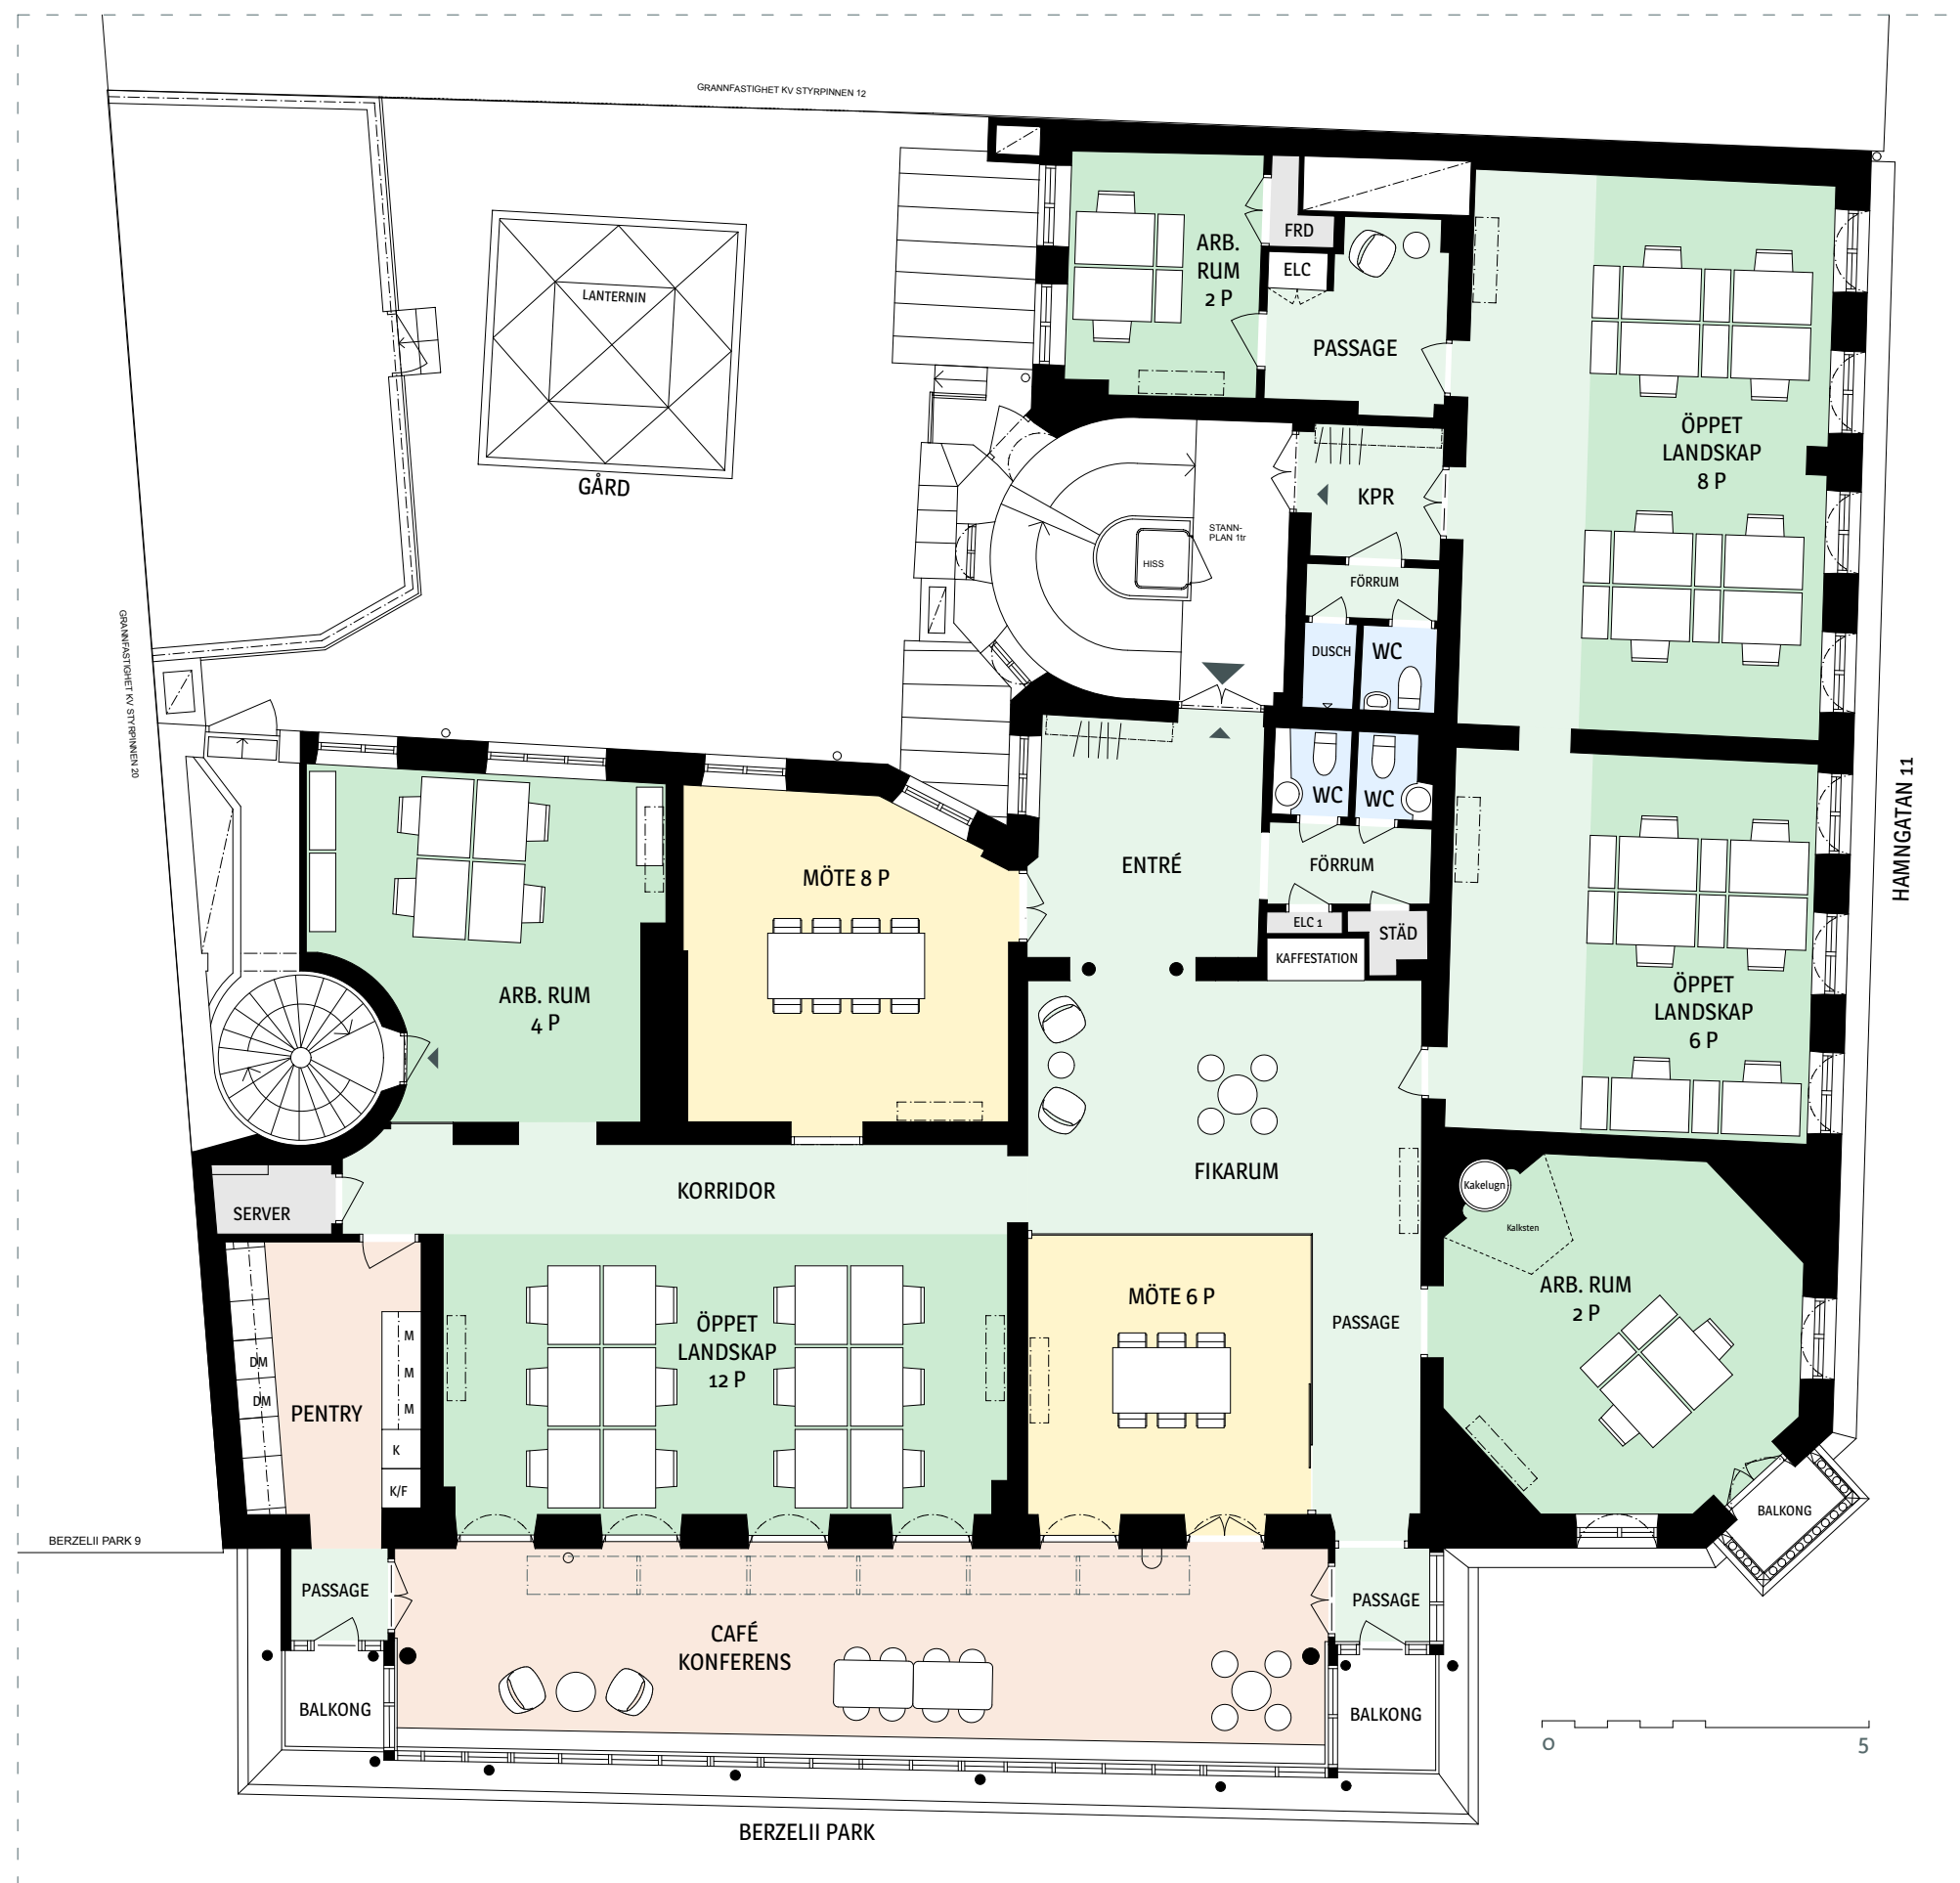 GRANNFASTIGHET KV STYRPINNEN 12
LANTERNIN
GÅRD
ARB.
RUM
2 P
FRD
ELC
PASSAGE
ÖPPET
LANDSKAP
8 P
KPR
STANN-
PLAN 1tr
HISS
FÖRRUM
DUSCH
WC
GRANNFASTIGHET KV STYRPINNEN 20
HAMNGATAN 11
WC
WC
MÖTE 8 P
ENTRÉ
FÖRRUM
ELC 1
STÄD
KAFFESTATION
ARB. RUM
4 P
ÖPPET
LANDSKAP
6 P
FIKARUM
KORRIDOR
SERVER
Kakelugn
Kalksten
ARB. RUM
2 P
MÖTE 6 P
PASSAGE
ÖPPET
LANDSKAP
12 P
M
M
M
K
K/F
DM
DM
PENTRY
BALKONG
BERZELII PARK 9
PASSAGE
PASSAGE
CAFÉ
KONFERENS
BALKONG
BALKONG
0
5
BERZELII PARK